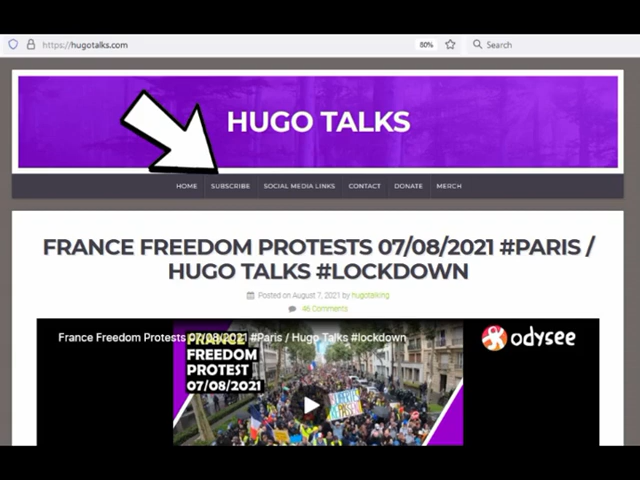 https://hugotalks.com
80%
Search
HUGO TALKS
HOME SUBSCRIBE SOCIAL MEDIA LINKS CONTACT DONATE MERCH
FRANCE FREEDOM PROTESTS 07/08/2021 #PARIS /
HUGO TALKS #LOCKDOWN
Posted on August 7, 2021 by hugotalking
46 Comments
France Freedom Protests 07/08/2021 #Paris / Hugo Talks #lockdown
odysee
FRANCE
FREEDOM
PROTEST
07/08/2021